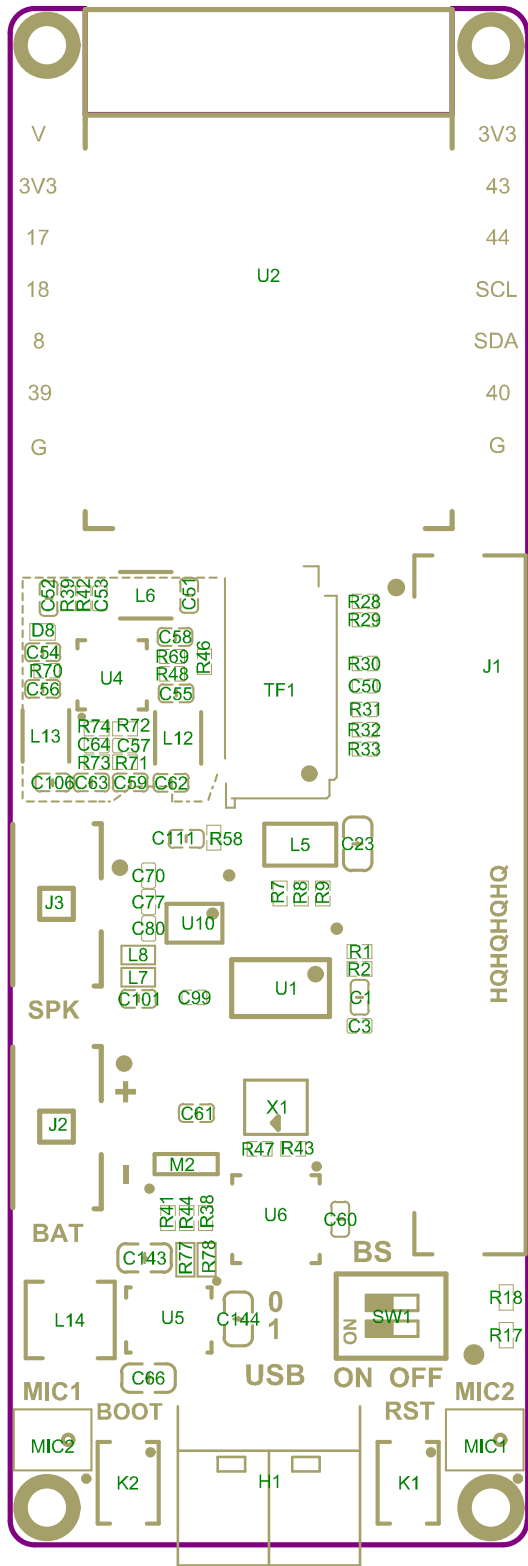 V 3V3
3V3 43
17 44
U2
18 SCL
8 SDA
39 40
G G
C52 R39 R42 C53 L6 C51 R28
R29
D8 C58
C54 R69 R46 R30 J1
R70 U4 R48 C50
C56 C55 TF1
R31
R74 R72 R32
L13 C64 C57 L12 R33
R73 R71
C106 C63 C59 C62
C111 R58 L5 C23
C70 R7 R8 R9
J3 C77 HQHQHQHQ
U10
C80
L8 R1
L7 R2
U1
SPK C101 C99 C1
C3
+
C61 X1
J2
R47 R43
M2
-
R41 R44 R38 U6 C60
BAT
C143 R77 R78 BS
0 R18
L14 U5 C144 SW1
1 ON R17
USB ON OFF
C66
MIC1 MIC2
BOOT RST
MIC2 MIC1
K2 H1 K1